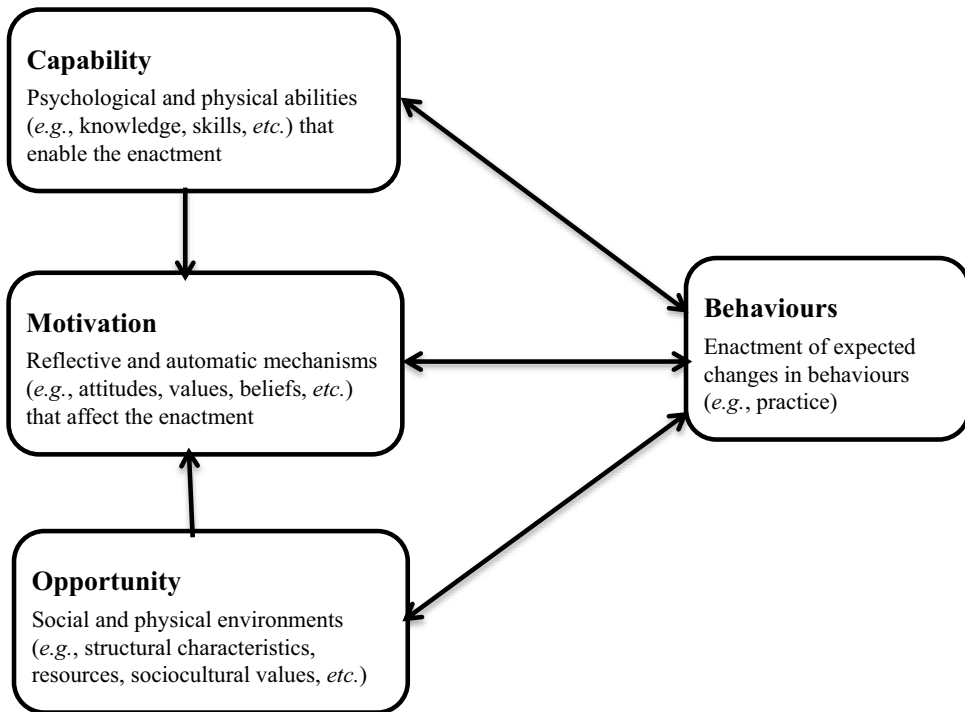 Capability
Psychological and physical abilities
(e.g., knowledge, skills, etc.) that
enable the enactment
Motivation
Reflective and automatic mechanisms
(e.g., attitudes, values, beliefs, etc.)
that affect the enactment
Behaviours
Enactment of expected
changes in behaviours
(e.g., practice)
Opportunity
Social and physical environments
(e.g., structural characteristics,
resources, sociocultural values, etc.)